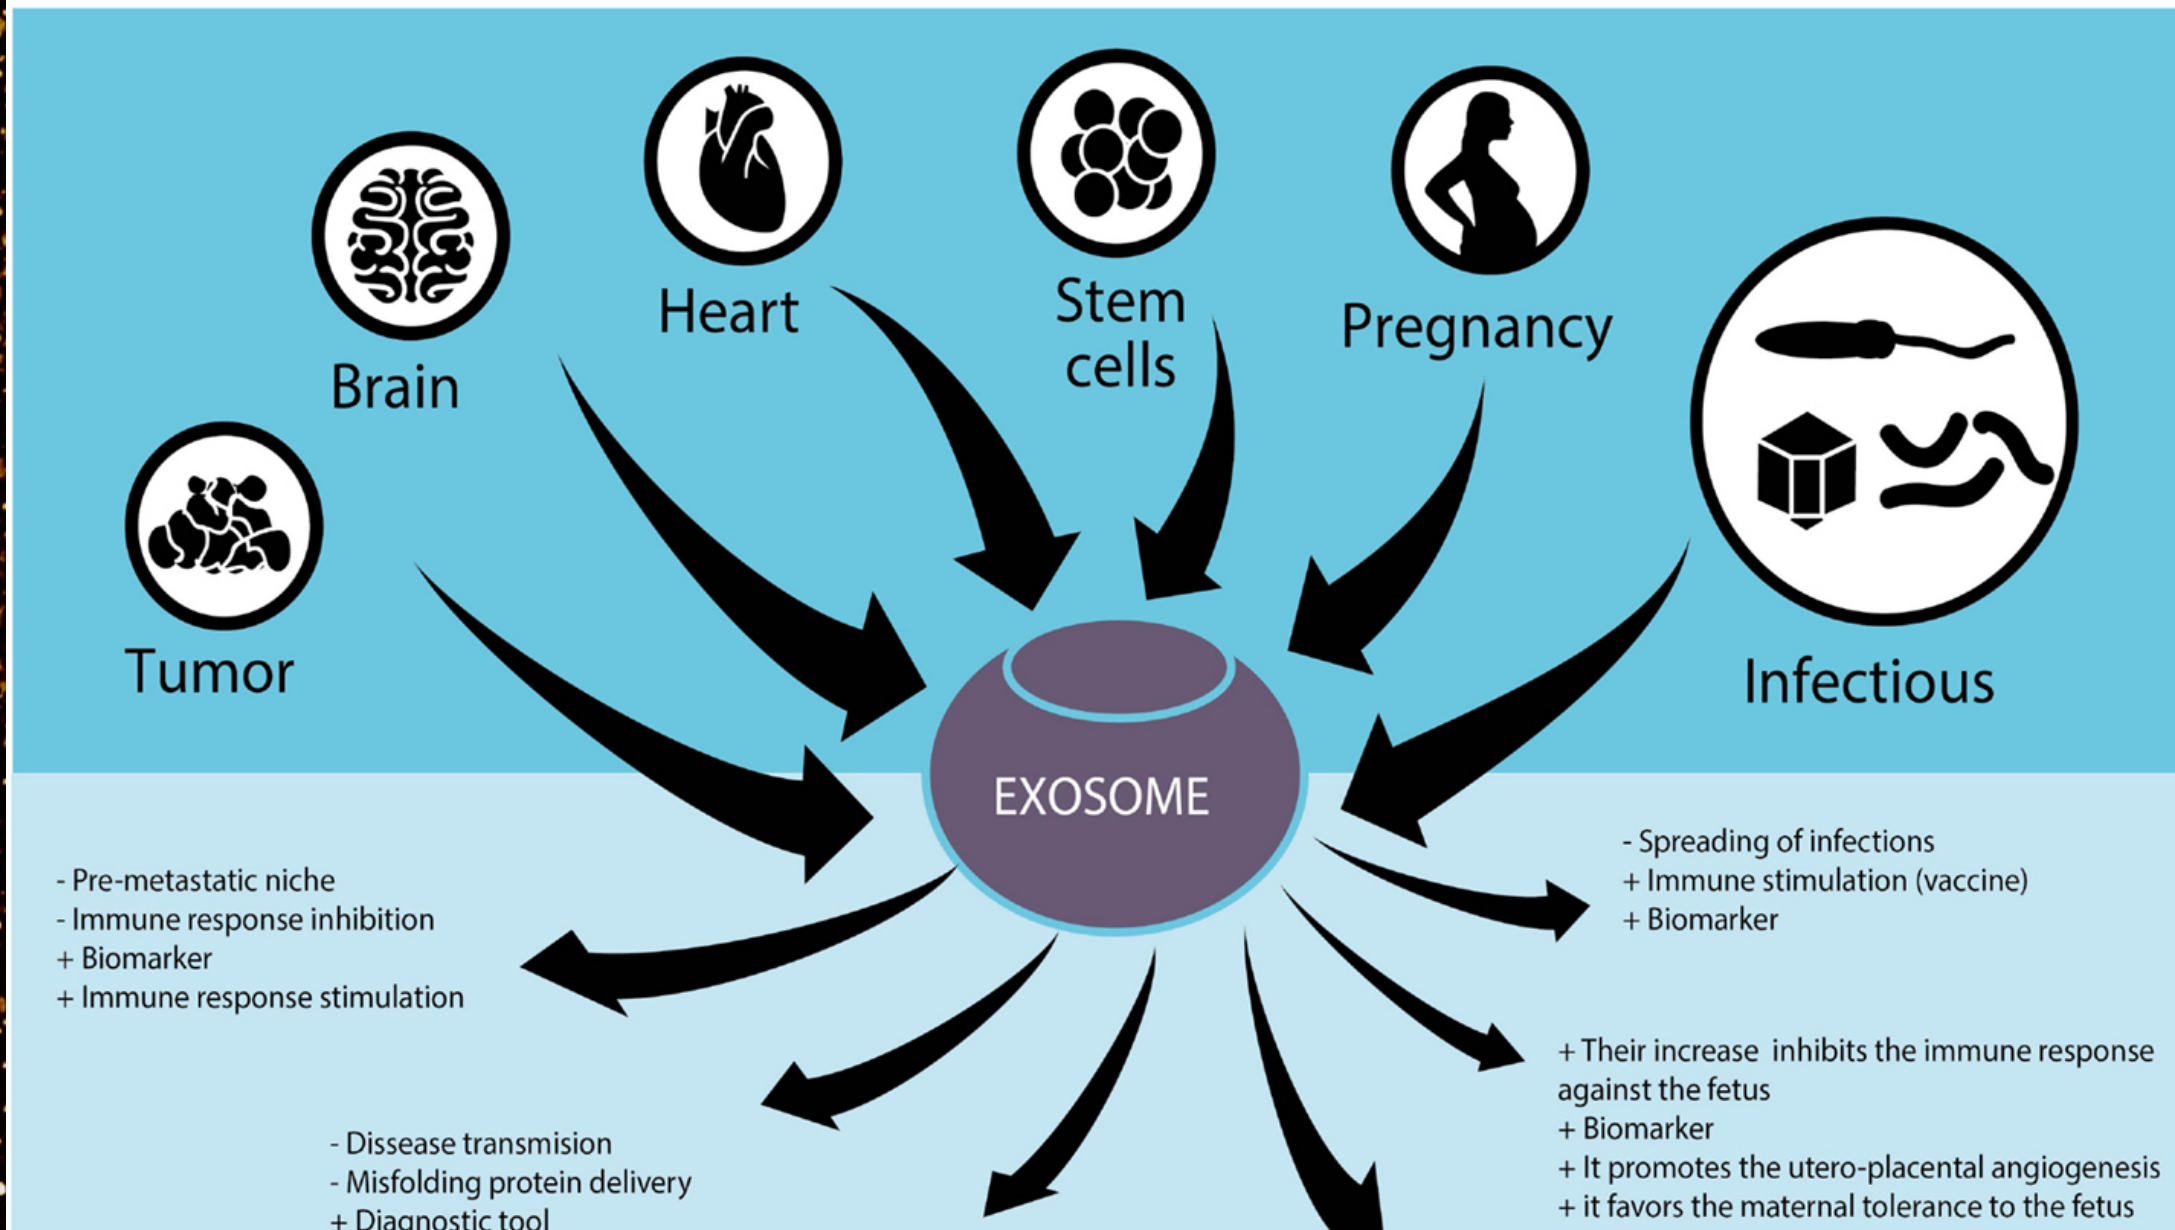 Heart
Stem
cells
Pregnancy
Brain
Tumor
Infectious
EXOSOME
- Pre-metastatic niche
- Immune response inhibition
+ Biomarker
+ Immune response stimulation
- Spreading of infections
+ Immune stimulation (vaccine)
+ Biomarker
- Dissease transmision
- Misfolding protein delivery
+ Diagnostic tool
+ Their increase inhibits the immune response
against the fetus
+ Biomarker
+ It promotes the utero-placental angiogenesis
+ it favors the maternal tolerance to the fetus